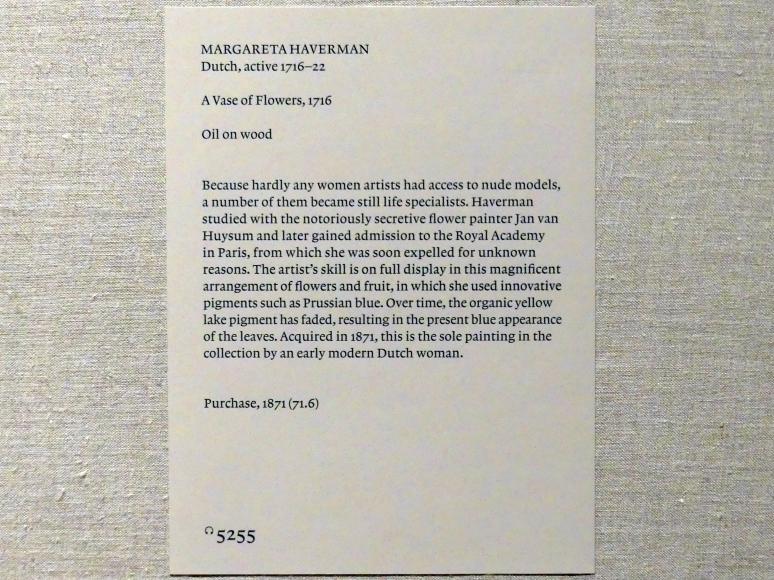 MARGARETA HAVERMAN
Dutch, active 1716–22
A Vase of Flowers, 1716
Oil on wood
Because hardly any women artists had access to nude models,
a number of them became still life specialists. Haverman
studied with the notoriously secretive flower painter Jan van
Huysum and later gained admission to the Royal Academy
in Paris, from which she was soon expelled for unknown
reasons. The artist's skill is on full display in this magnificent
arrangement of flowers and fruit, in which she used innovative
pigments such as Prussian blue. Over time, the organic yellow
lake pigment has faded, resulting in the present blue appearance
of the leaves. Acquired in 1871, this is the sole painting in the
collection by an early modern Dutch woman.
Purchase, 1871 (71.6)
5255